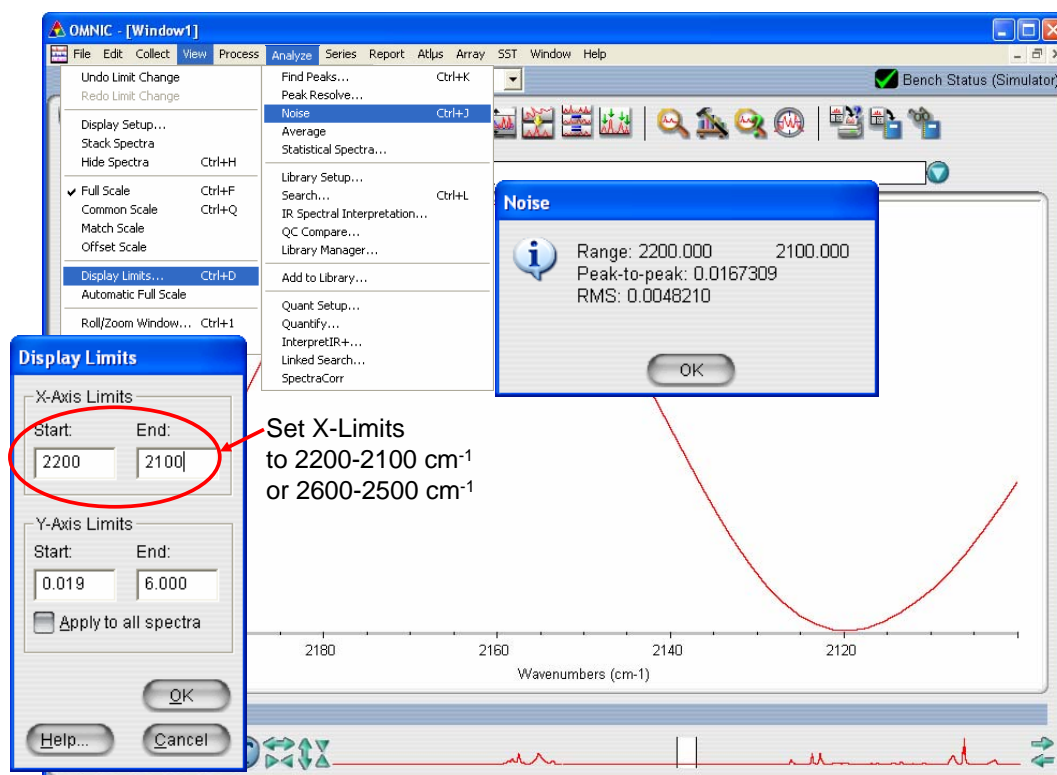 OMNIC - [Window1]
File Edit Collect View Process Analyze Series Report Atlµs Array SST Window Help
Bench Status (Simulator)
Undo Limit Change
Redo Limit Change
Display Setup...
Stack Spectra
Hide Spectra Ctrl+H
Full Scale Ctrl+F
Common Scale Ctrl+Q
Match Scale
Offset Scale
Display Limits... Ctrl+D
Automatic Full Scale
Roll/Zoom Window... Ctrl+1
Find Peaks... Ctrl+K
Peak Resolve...
Noise Ctrl+J
Average
Statistical Spectra...
Library Setup...
Search... Ctrl+L
IR Spectral Interpretation...
QC Compare...
Library Manager...
Add to Library...
Quant Setup...
Quantify...
InterpretIR+...
Linked Search...
SpectraCorr
Noise
Range: 2200.000 2100.000
Peak-to-peak: 0.0167309
RMS: 0.0048210
OK
Display Limits
X-Axis Limits
Start: End:
2200 2100
Y-Axis Limits
Start: End:
0.019 6.000
Apply to all spectra
OK
Help... Cancel
Set X-Limits
to 2200-2100 cm-1
or 2600-2500 cm-1
2180 2160 2140 2120
Wavenumbers (cm-1)